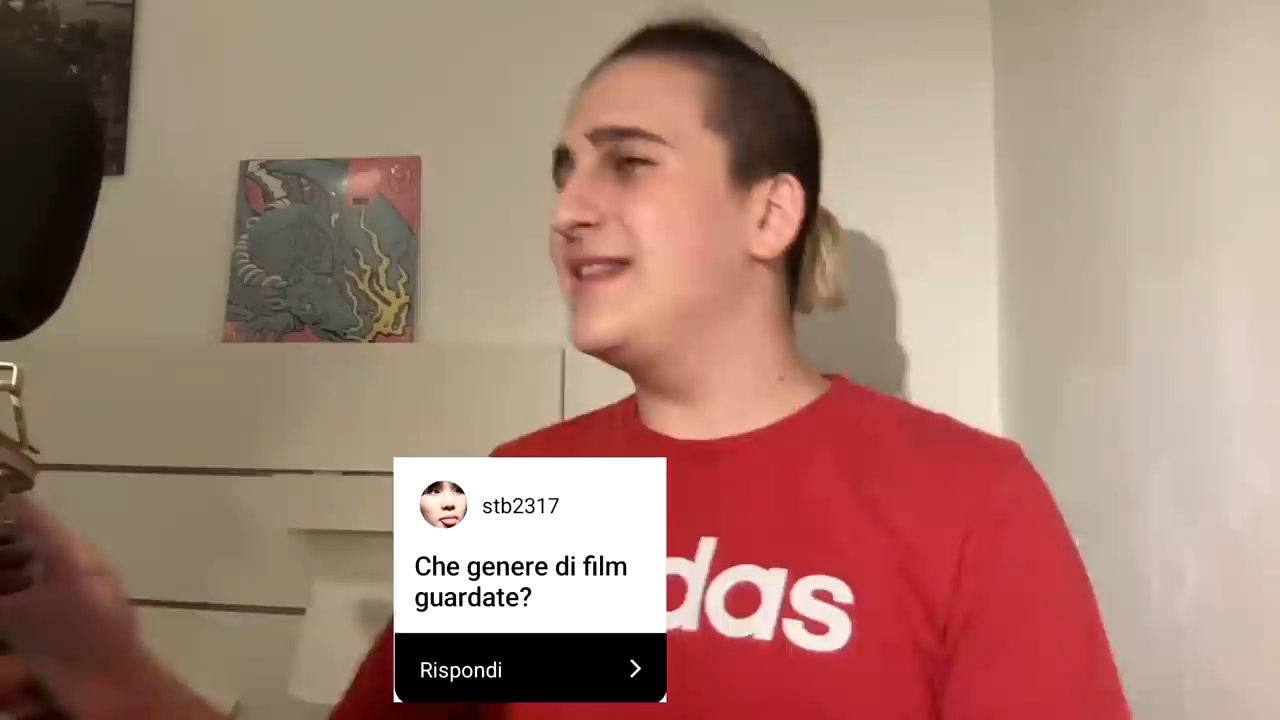 stb2317
Che genere di film
guardate?
das
Rispondi